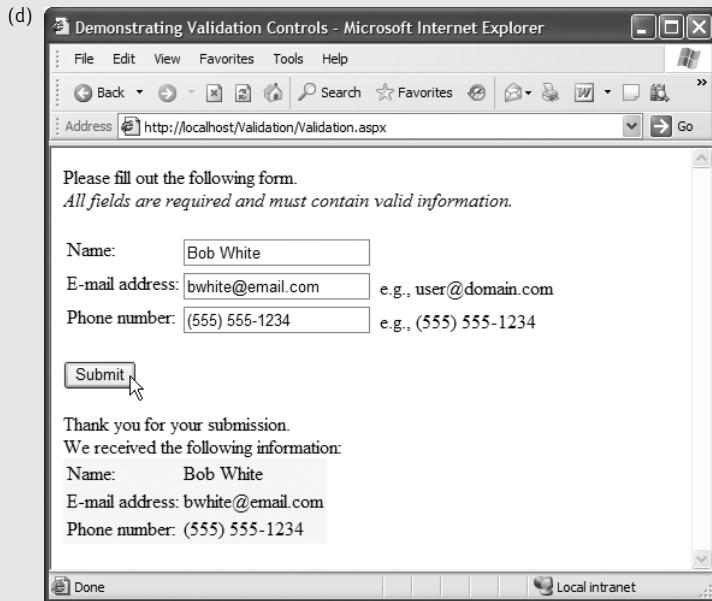 (d)
Demonstrating Validation Controls - Microsoft Internet Explorer
File Edit View Favorites Tools Help
Back Search Favorites W »
Address http://localhost/Validation/Validation.aspx Go
Please fill out the following form.
All fields are required and must contain valid information.
Name: Bob White
E-mail address: bwhite@email.com e.g., user@domain.com
Phone number: (555) 555-1234 e.g., (555) 555-1234
Submit
Thank you for your submission.
We received the following information:
Name: Bob White
E-mail address: bwhite@email.com
Phone number: (555) 555-1234
Done Local intranet